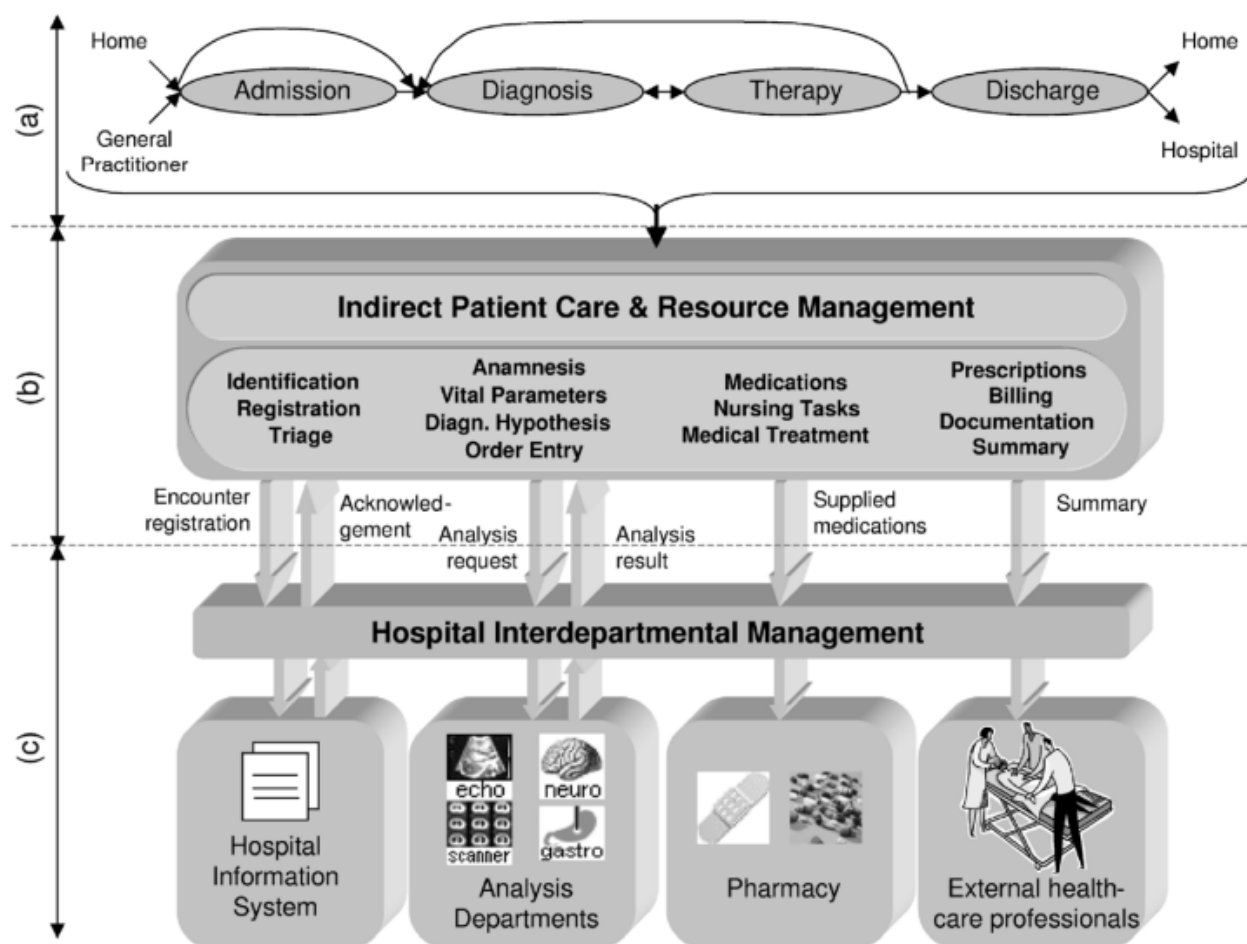 (a)
Home
General
Practitioner
Admission
Diagnosis
Therapy
Discharge
Home
Hospital
(b)
Indirect Patient Care & Resource Management
Identification
Registration
Triage
Anamnesis
Vital Parameters
Diagn. Hypothesis
Order Entry
Medications
Nursing Tasks
Medical Treatment
Prescriptions
Billing
Documentation
Summary
Encounter
registration
Acknowled-
gement
Analysis
request
Analysis
result
Supplied
medications
Summary
(c)
Hospital Interdepartmental Management
Hospital
Information
System
echo
neuro
scanner
gastro
Analysis
Departments
Pharmacy
External health-
care professionals